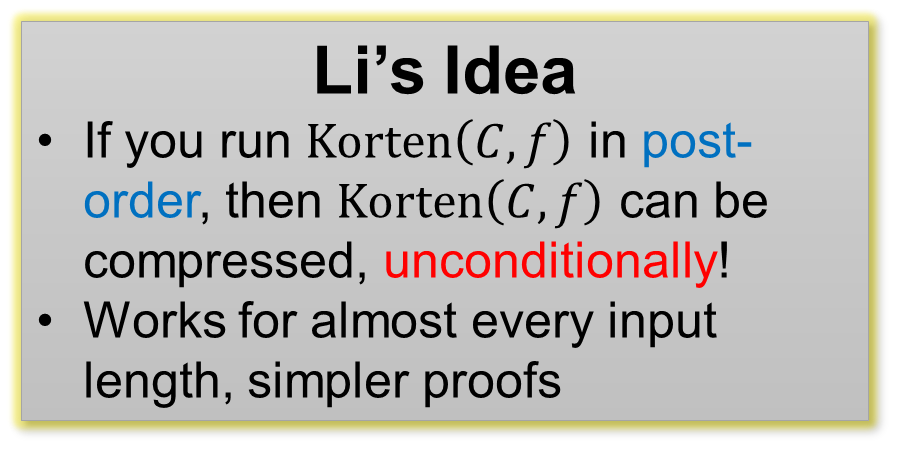 Li’s Idea
• If you run Korten(𝐶, 𝑓) in post-
order, then Korten(𝐶, 𝑓) can be
compressed, unconditionally!
• Works for almost every input
length, simpler proofs